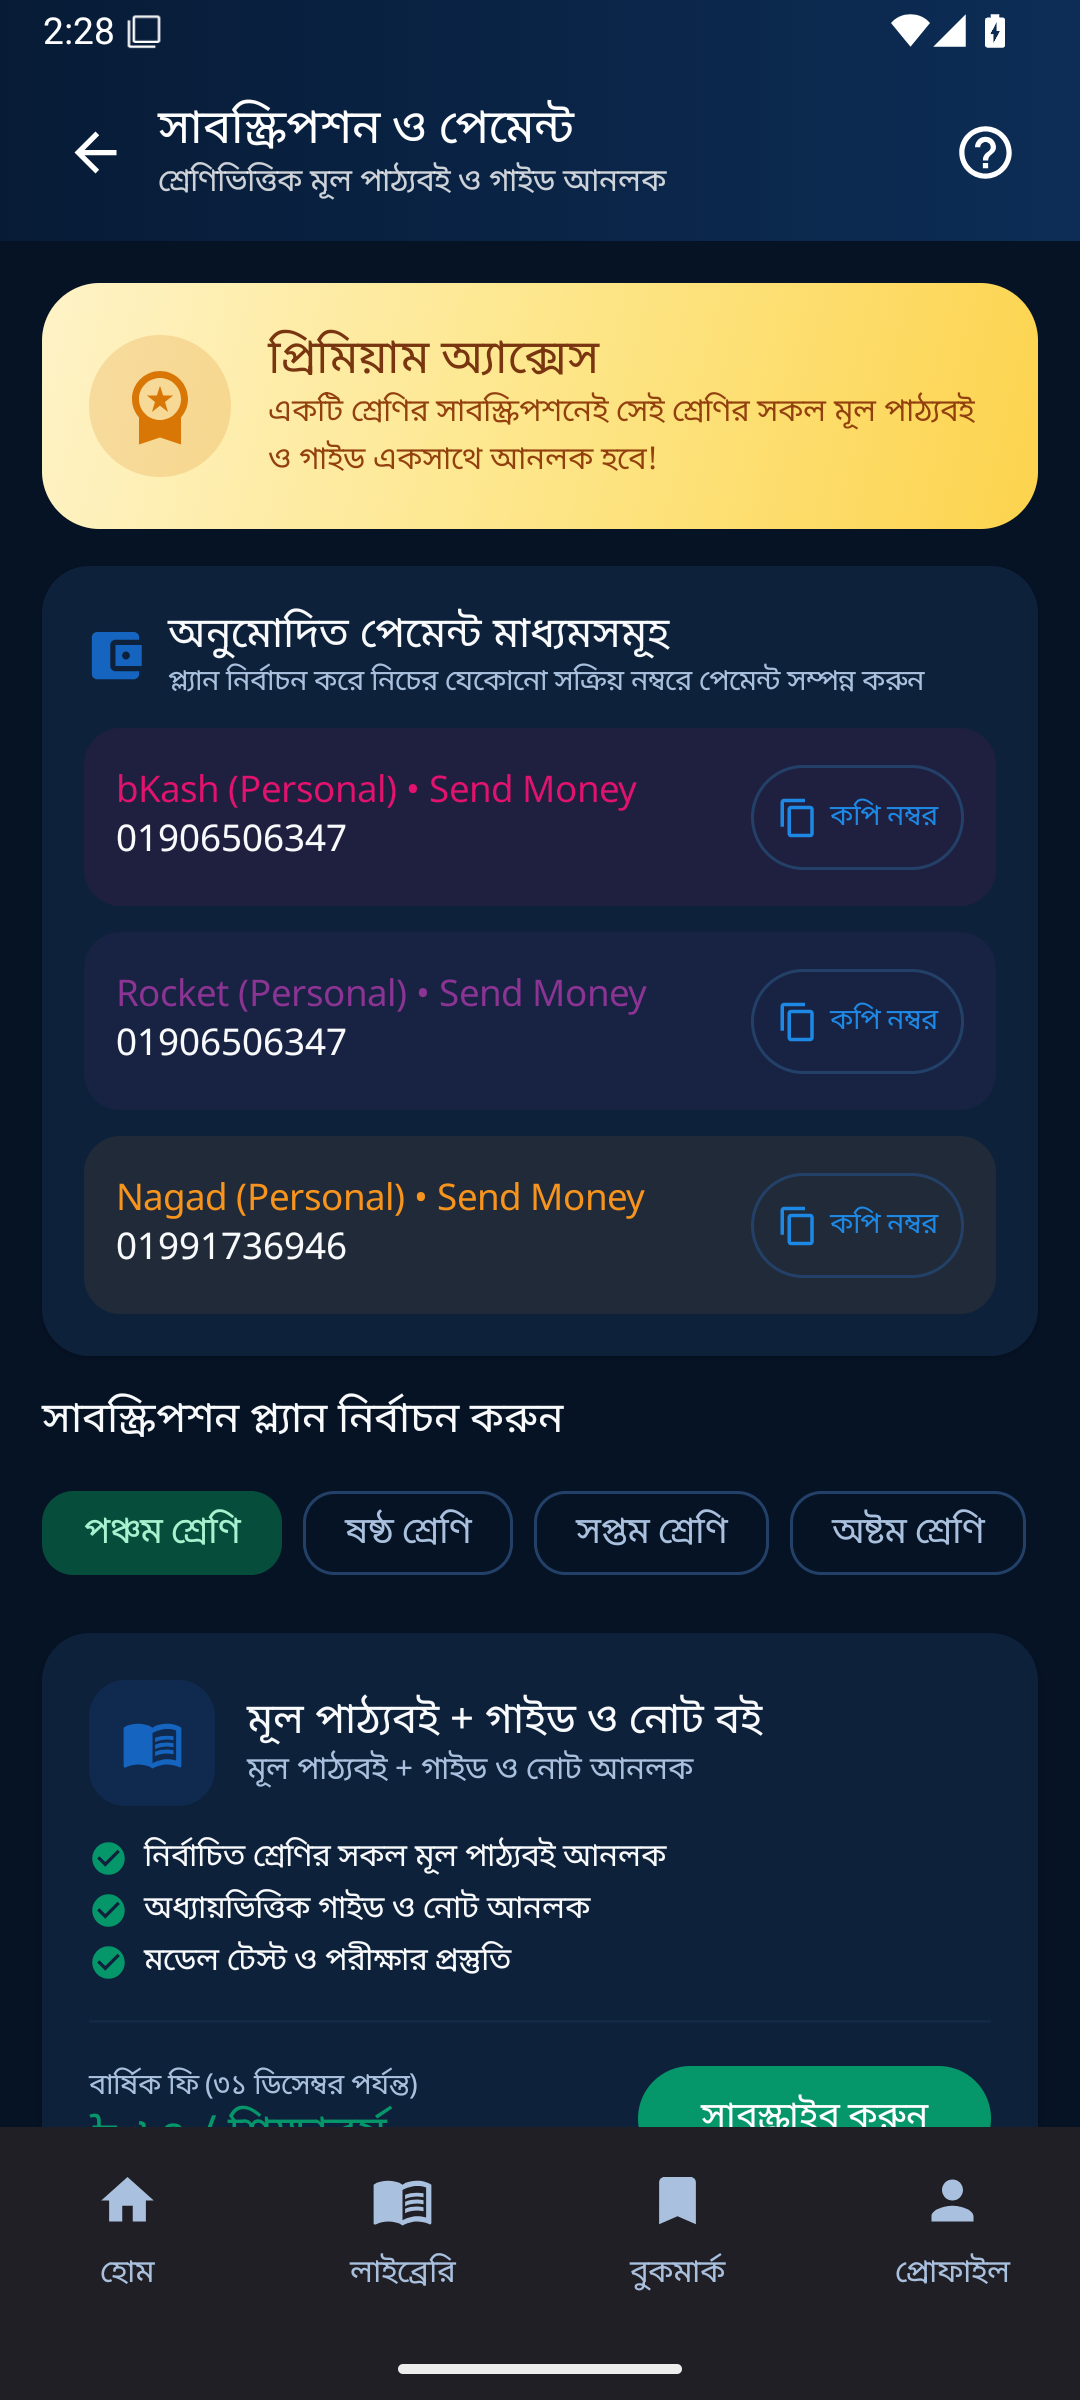 2:28
সাবস্ক্রিপশন ও পেমেন্ট
শ্রেণিভিত্তিক মূল পাঠ্যবই ও গাইড আনলক
প্রিমিয়াম অ্যাক্সেস
একটি শ্রেণির সাবস্ক্রিপশনেই সেই শ্রেণির সকল মূল পাঠ্যবই
ও গাইড একসাথে আনলক হবে!
অনুমোদিত পেমেন্ট মাধ্যমসমূহ
প্ল্যান নির্বাচন করে নিচের যেকোনো সক্রিয় নম্বরে পেমেন্ট সম্পন্ন করুন
bKash (Personal) • Send Money
01906506347
কপি নম্বর
Rocket (Personal) • Send Money
01906506347
কপি নম্বর
Nagad (Personal) • Send Money
01991736946
কপি নম্বর
সাবস্ক্রিপশন প্ল্যান নির্বাচন করুন
পঞ্চম শ্রেণি
ষষ্ঠ শ্রেণি
সপ্তম শ্রেণি
অষ্টম শ্রেণি
মূল পাঠ্যবই + গাইড ও নোট বই
মূল পাঠ্যবই + গাইড ও নোট আনলক
নির্বাচিত শ্রেণির সকল মূল পাঠ্যবই আনলক
অধ্যায়ভিত্তিক গাইড ও নোট আনলক
মডেল টেস্ট ও পরীক্ষার প্রস্তুতি
বার্ষিক ফি (৩১ ডিসেম্বর পর্যন্ত)
সাবস্ক্রাইব করুন
হোম
লাইব্রেরি
বুকমার্ক
প্রোফাইল